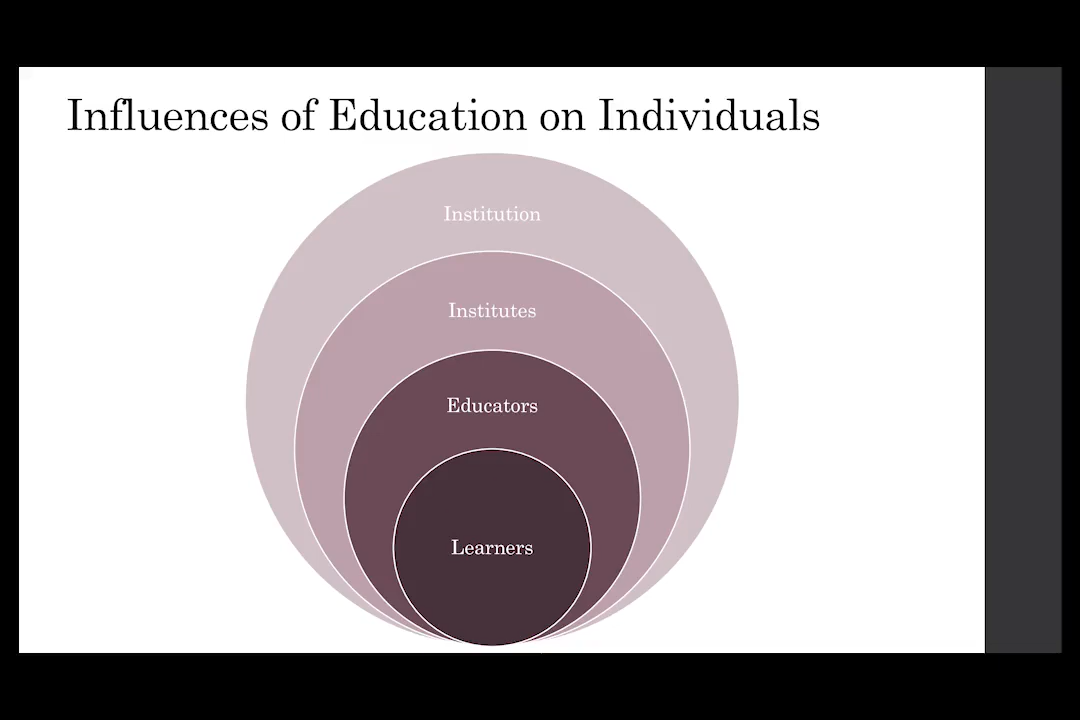 Influences of Education on Individuals
Institution
Institutes
Educators
Learners